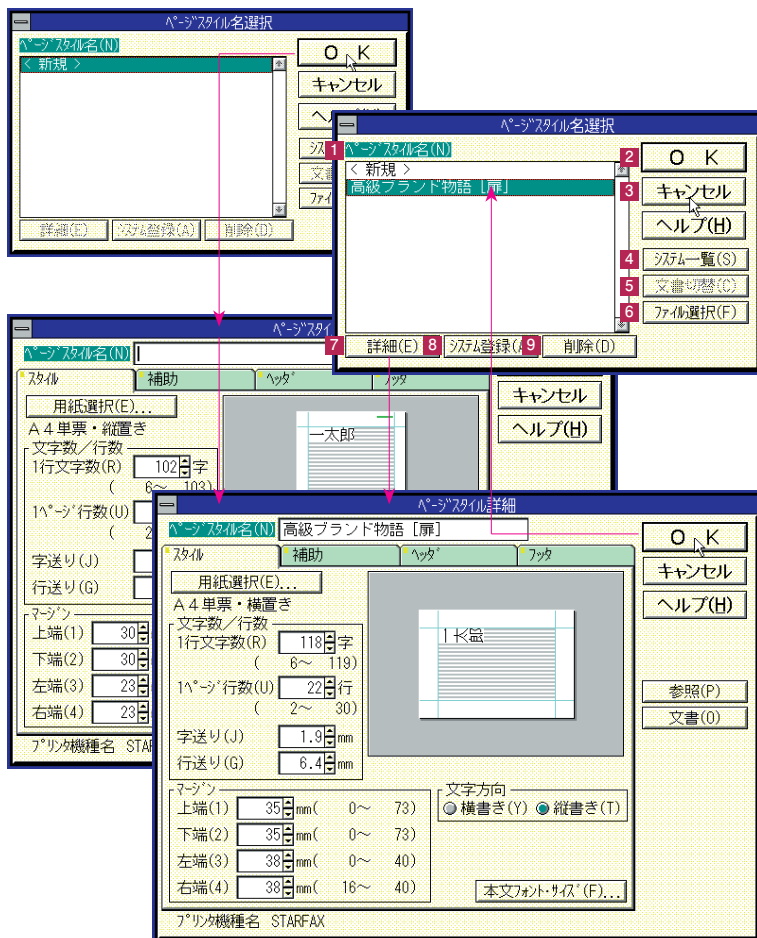 ﾍﾟｰｼﾞｽﾀｲﾙ名選択
ﾍﾟｰｼﾞｽﾀｲﾙ名(N)
< 新規 >
ＯＫ
キャンセル
詳細(E)
ｼｽﾃﾑ登録(A)
削除(D)
ﾍﾟｰｼﾞｽﾀｲﾙ名選択
1
ﾍﾟｰｼﾞｽﾀｲﾙ名(N)
< 新規 >
高級ブランド物語［扉］
2
ＯＫ
3
キャンセル
ヘルプ(H)
4
ｼｽﾃﾑ一覧(S)
5
文書切替(C)
6
ﾌｧｲﾙ選択(F)
7
詳細(E)
8
ｼｽﾃﾑ登録(A
9
削除(D)
ﾍﾟｰｼﾞｽﾀｲ
ﾍﾟｰｼﾞｽﾀｲﾙ名(N)
ｽﾀｲﾙ
補助
ﾍｯﾀﾞ
ﾌｯﾀ
キャンセル
ヘルプ(H)
用紙選択(E)...
Ａ４単票・縦置き
文字数／行数
1行文字数(R) 102 字
( 6～ 103)
1ﾍﾟｰｼﾞ行数(U)
( 2
字送り(J)
行送り(G)
ﾏｰｼﾞﾝ
上端(1) 30
下端(2) 30
左端(3) 23
右端(4) 23
ﾌﾟﾘﾝﾀ機種名 STA
一太郎
ﾍﾟｰｼﾞｽﾀｲﾙ詳細
ﾍﾟｰｼﾞｽﾀｲﾙ名(N) 高級ブランド物語［扉］
ｽﾀｲﾙ
補助
ﾍｯﾀﾞ
ﾌｯﾀ
ＯＫ
キャンセル
ヘルプ(H)
参照(P)
文書(O)
用紙選択(E)...
Ａ４単票・横置き
文字数／行数
1行文字数(R) 118 字
( 6～ 119)
1ﾍﾟｰｼﾞ行数(U) 22 行
( 2～ 30)
字送り(J) 1.9 mm
行送り(G) 6.4 mm
一太郎
ﾏｰｼﾞﾝ
上端(1) 35 mm( 0～ 73)
下端(2) 35 mm( 0～ 73)
左端(3) 38 mm( 0～ 40)
右端(4) 38 mm( 16～ 40)
文字方向
横書き(Y) 縦書き(T)
本文ﾌｫﾝﾄ･ｻｲｽﾞ(F)...
ﾌﾟﾘﾝﾀ機種名 STARFAX